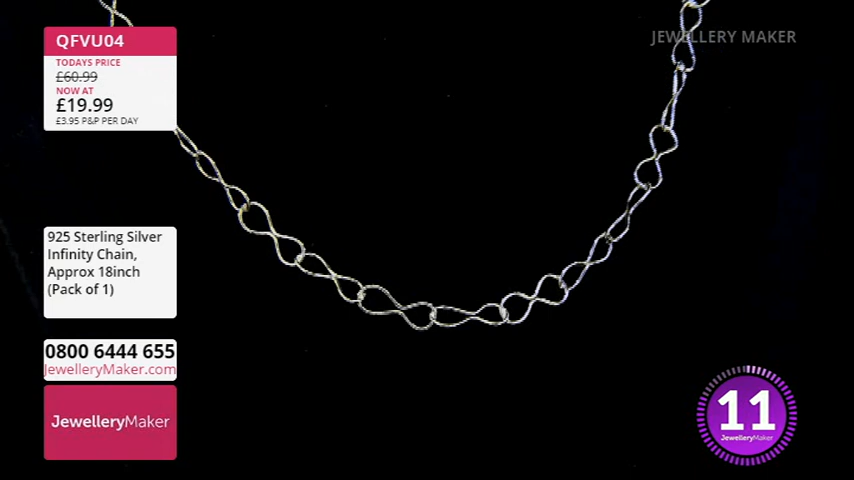 QFVU04
TODAYS PRICE
£60.99
NOW AT
£19.99
£3.95 P&P PER DAY
JEWELLERY MAKER
925 Sterling Silver
Infinity Chain,
Approx 18inch
(Pack of 1)
0800 6444 655
JewelleryMaker.com
JewelleryMaker
11
JewelleryMaker